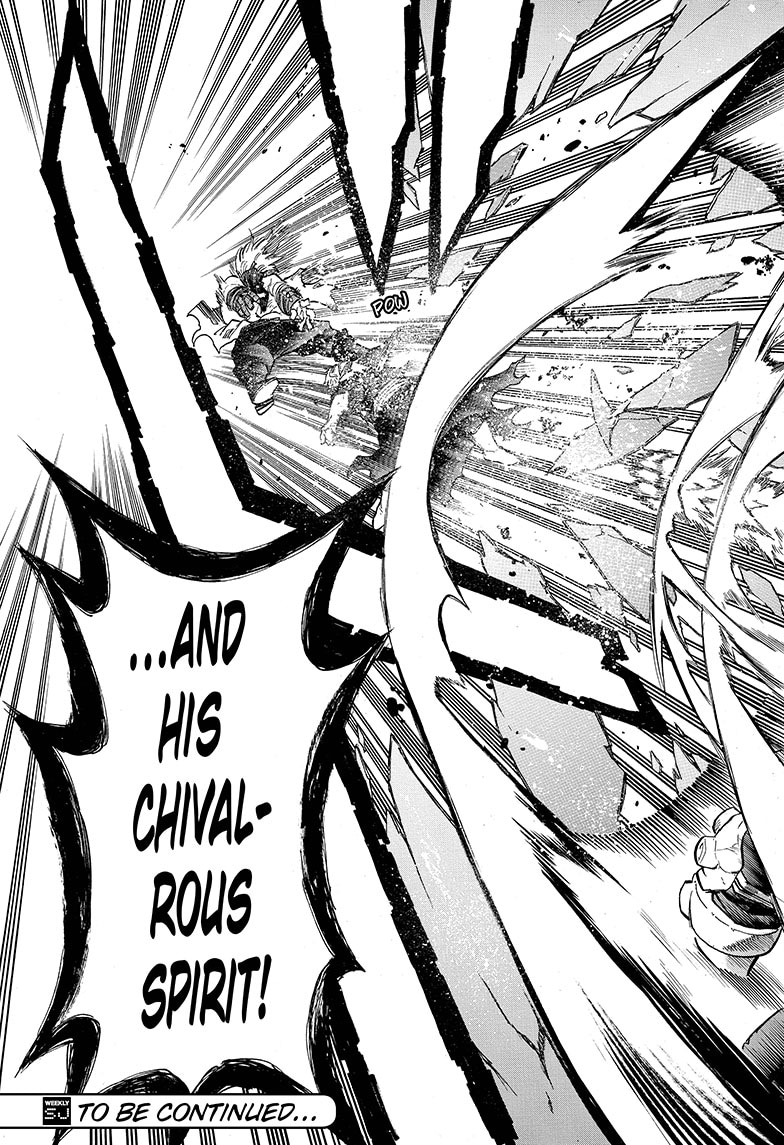 POW
...AND
HIS
CHIVAL-
ROUS
SPIRIT!
WEEKLY
SJ
TO BE CONTINUED...